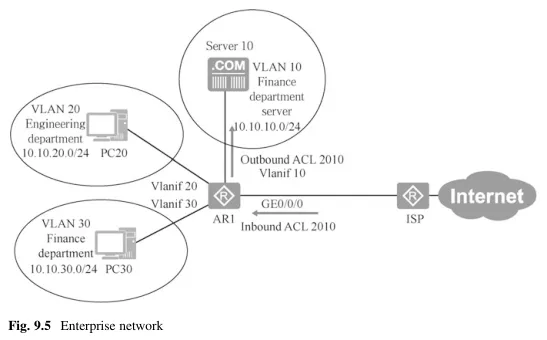 Server 10
.COM
VLAN 10
Finance
department
server
10.10.10.0/24
VLAN 20
Engineering
department
10.10.20.0/24 PC20
Outbound ACL 2010
Vlanif 10
Vlanif 20
Vlanif 30
R
AR1
GE0/0/0
Inbound ACL 2010
R
ISP
Internet
VLAN 30
Finance
department
10.10.30.0/24 PC30
Fig. 9.5 Enterprise network